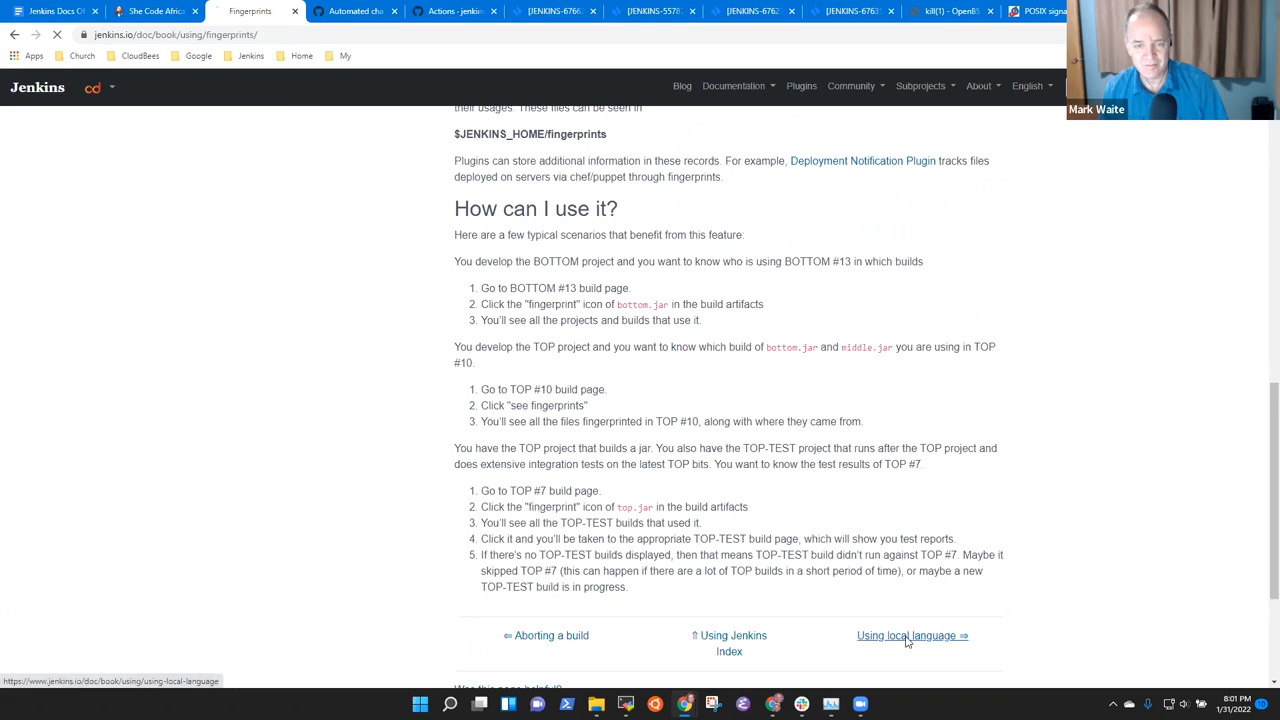 Jenkins Docs Of
She Code Africa
Fingerprints
Automated cha
Actions - jenkin
[JENKINS-6766
[JENKINS-5578
[JENKINS-6762
[JENKINS-6763
kill(1) - OpenBS
POSIX signa
jenkins.io/doc/book/using/fingerprints/
Apps
Church
CloudBees
Google
Jenkins
Home
My
Jenkins
cd
Blog
Documentation
Plugins
Community
Subprojects
About
English
Mark Waite
their usages. These files can be seen in
$JENKINS_HOME/fingerprints
Plugins can store additional information in these records. For example, Deployment Notification Plugin tracks files
deployed on servers via chef/puppet through fingerprints.
How can I use it?
Here are a few typical scenarios that benefit from this feature:
You develop the BOTTOM project and you want to know who is using BOTTOM #13 in which builds
1. Go to BOTTOM #13 build page.
2. Click the "fingerprint" icon of bottom.jar in the build artifacts
3. You'll see all the projects and builds that use it.
You develop the TOP project and you want to know which build of bottom.jar and middle.jar you are using in TOP
#10.
1. Go to TOP #10 build page.
2. Click "see fingerprints"
3. You'll see all the files fingerprinted in TOP #10, along with where they came from.
You have the TOP project that builds a jar. You also have the TOP-TEST project that runs after the TOP project and
does extensive integration tests on the latest TOP bits. You want to know the test results of TOP #7.
1. Go to TOP #7 build page.
2. Click the "fingerprint" icon of top.jar in the build artifacts
3. You'll see all the TOP-TEST builds that used it.
4. Click it and you'll be taken to the appropriate TOP-TEST build page, which will show you test reports.
5. If there's no TOP-TEST builds displayed, then that means TOP-TEST build didn't run against TOP #7. Maybe it
skipped TOP #7 (this can happen if there are a lot of TOP builds in a short period of time), or maybe a new
TOP-TEST build is in progress.
⇐ Aborting a build
⇑ Using Jenkins
Index
Using local language ⇒
https://www.jenkins.io/doc/book/using/using-local-language
Was this page helpful?
8:01 PM
1/31/2022